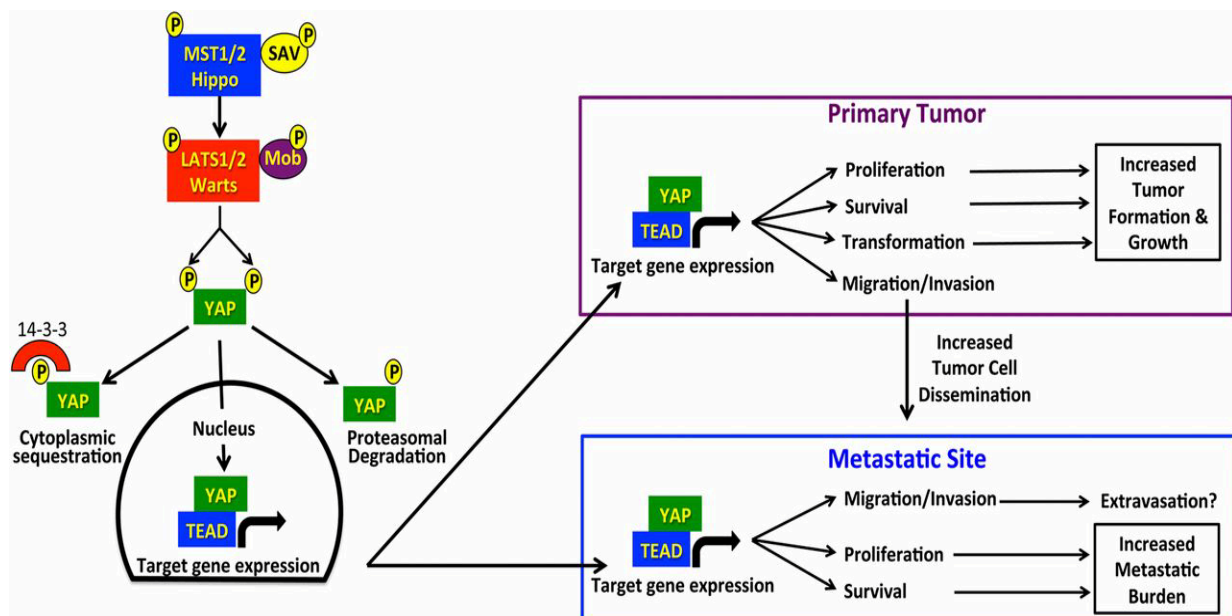 P
P
MST1/2
Hippo
SAV
P
P
LATS1/2
Warts
Mob
P
P
YAP
14-3-3
P
YAP
Cytoplasmic
sequestration
P
YAP
Proteasomal
Degradation
Nucleus
YAP
TEAD
Target gene expression
Primary Tumor
YAP
TEAD
Target gene expression
Proliferation
Survival
Transformation
Migration/Invasion
Increased
Tumor
Formation &
Growth
Increased
Tumor Cell
Dissemination
Metastatic Site
YAP
TEAD
Target gene expression
Migration/Invasion
Extravasation?
Proliferation
Survival
Increased
Metastatic
Burden